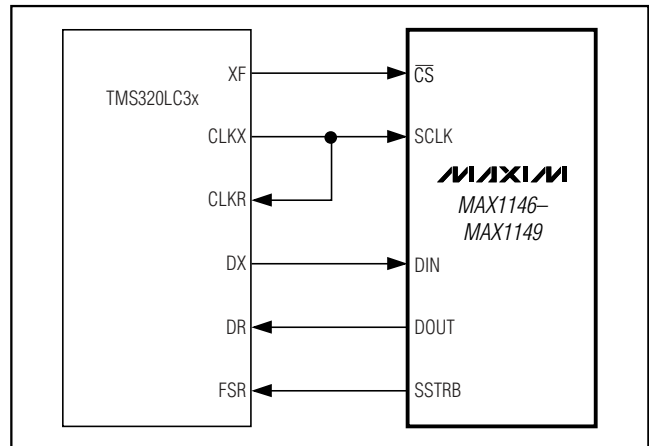 XF
CS
TMS320LC3x
CLKX
SCLK
MAXIM
MAX1146–
MAX1149
CLKR
DX
DIN
DR
DOUT
FSR
SSTRB